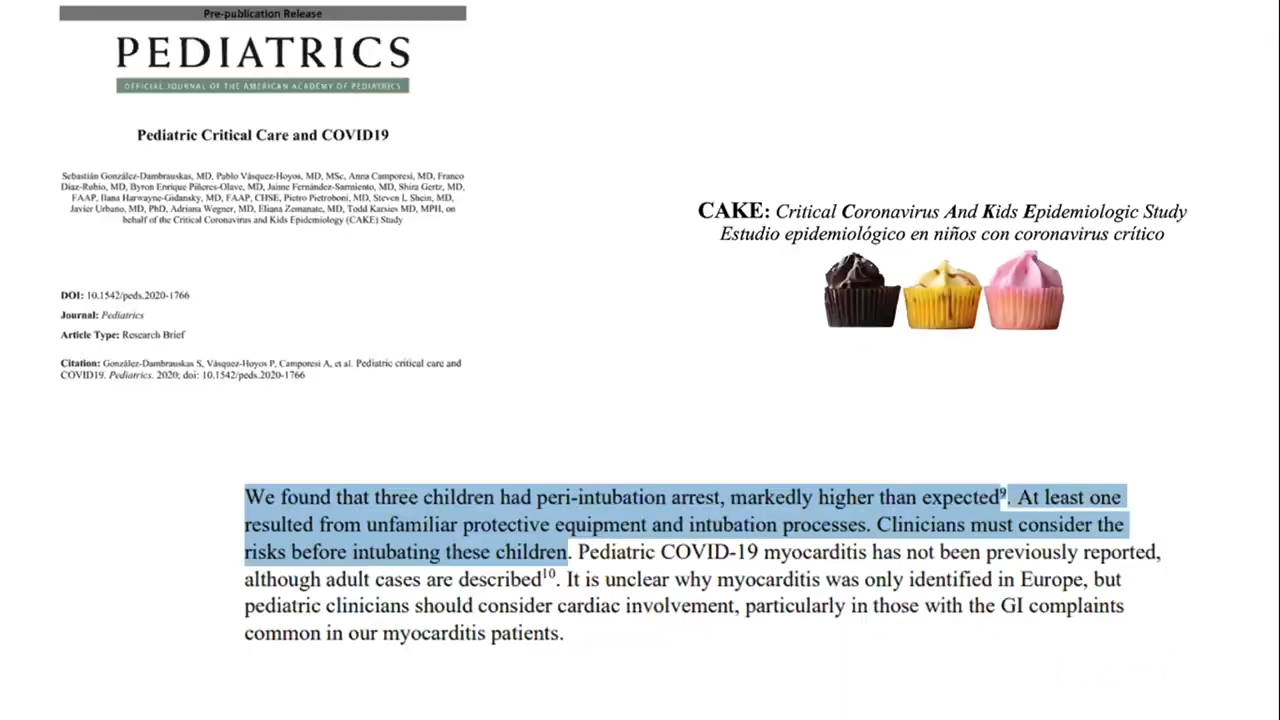 Pre-publication Release
PEDIATRICS
OFFICIAL JOURNAL OF THE AMERICAN ACADEMY OF PEDIATRICS
Pediatric Critical Care and COVID19
Sebastián González-Dambrauskas, MD, Pablo Vásquez-Hoyos, MD, MSc, Anna Camporesi, MD, Franco
Díaz-Rubio, MD, Byron Enrique Piñeres-Olave, MD, Jaime Fernández-Sarmiento, MD, Shira Gertz, MD,
FAAP, Ilana Harwayne-Gidansky, MD, FAAP, CHSE, Pietro Pietroboni, MD, Steven L Shein, MD,
Javier Urbano, MD, PhD, Adriana Wegner, MD, Eliana Zemanate, MD, Todd Karsies MD, MPH, on
behalf of the Critical Coronavirus and Kids Epidemiology (CAKE) Study
DOI: 10.1542/peds.2020-1766
Journal: Pediatrics
Article Type: Research Brief
Citation: González-Dambrauskas S, Vásquez-Hoyos P, Camporesi A, et al. Pediatric critical care and
COVID19. Pediatrics. 2020; doi: 10.1542/peds.2020-1766
CAKE: Critical Coronavirus And Kids Epidemiologic Study
Estudio epidemiológico en niños con coronavirus crítico
We found that three children had peri-intubation arrest, markedly higher than expected⁹. At least one
resulted from unfamiliar protective equipment and intubation processes. Clinicians must consider the
risks before intubating these children. Pediatric COVID-19 myocarditis has not been previously reported,
although adult cases are described¹⁰. It is unclear why myocarditis was only identified in Europe, but
pediatric clinicians should consider cardiac involvement, particularly in those with the GI complaints
common in our myocarditis patients.